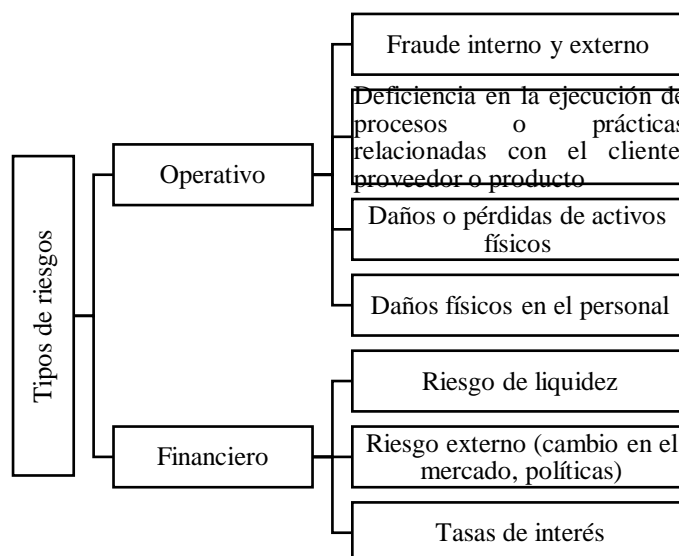 Tipos de riesgos
Operativo
Fraude interno y externo
Deficiencia en la ejecución de
procesos o prácticas
relacionadas con el cliente
proveedor o producto
Daños o pérdidas de activos
físicos
Daños físicos en el personal
Financiero
Riesgo de liquidez
Riesgo externo (cambio en el
mercado, políticas)
Tasas de interés